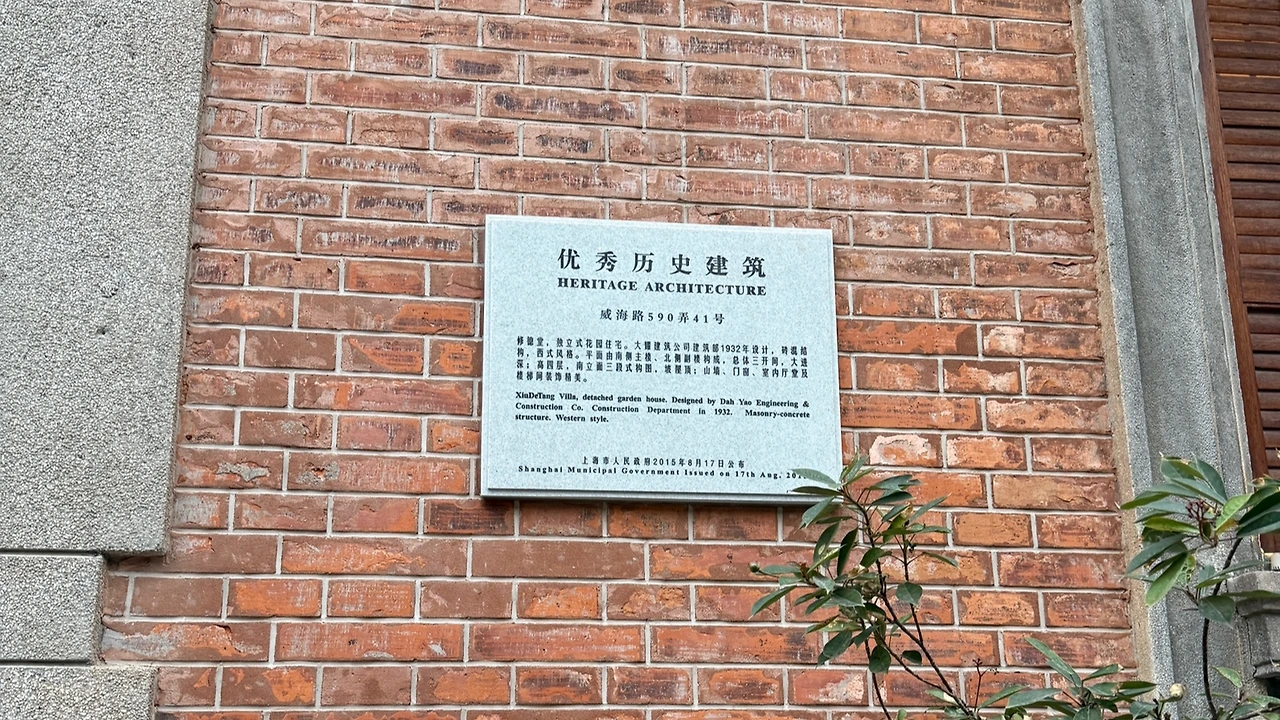 优秀历史建筑
HERITAGE ARCHITECTURE
威海路590弄41号
修德堂，独立式花园住宅。大耀建筑公司建筑部1932年设计，砖混结
构，西式风格。平面由南侧主楼、北侧副楼构成，总体三开间，大进
深；高四层，南立面三段式构图，坡屋顶；山墙、门窗、室内厅堂及
楼梯间装饰精美。
XiuDeTang Villa, detached garden house. Designed by Dah Yao Engineering &
Construction Co. Construction Department in 1932. Masonry-concrete
structure. Western style.
上海市人民政府2015年8月17日公布
Shanghai Municipal Government Issued on 17th Aug, 20